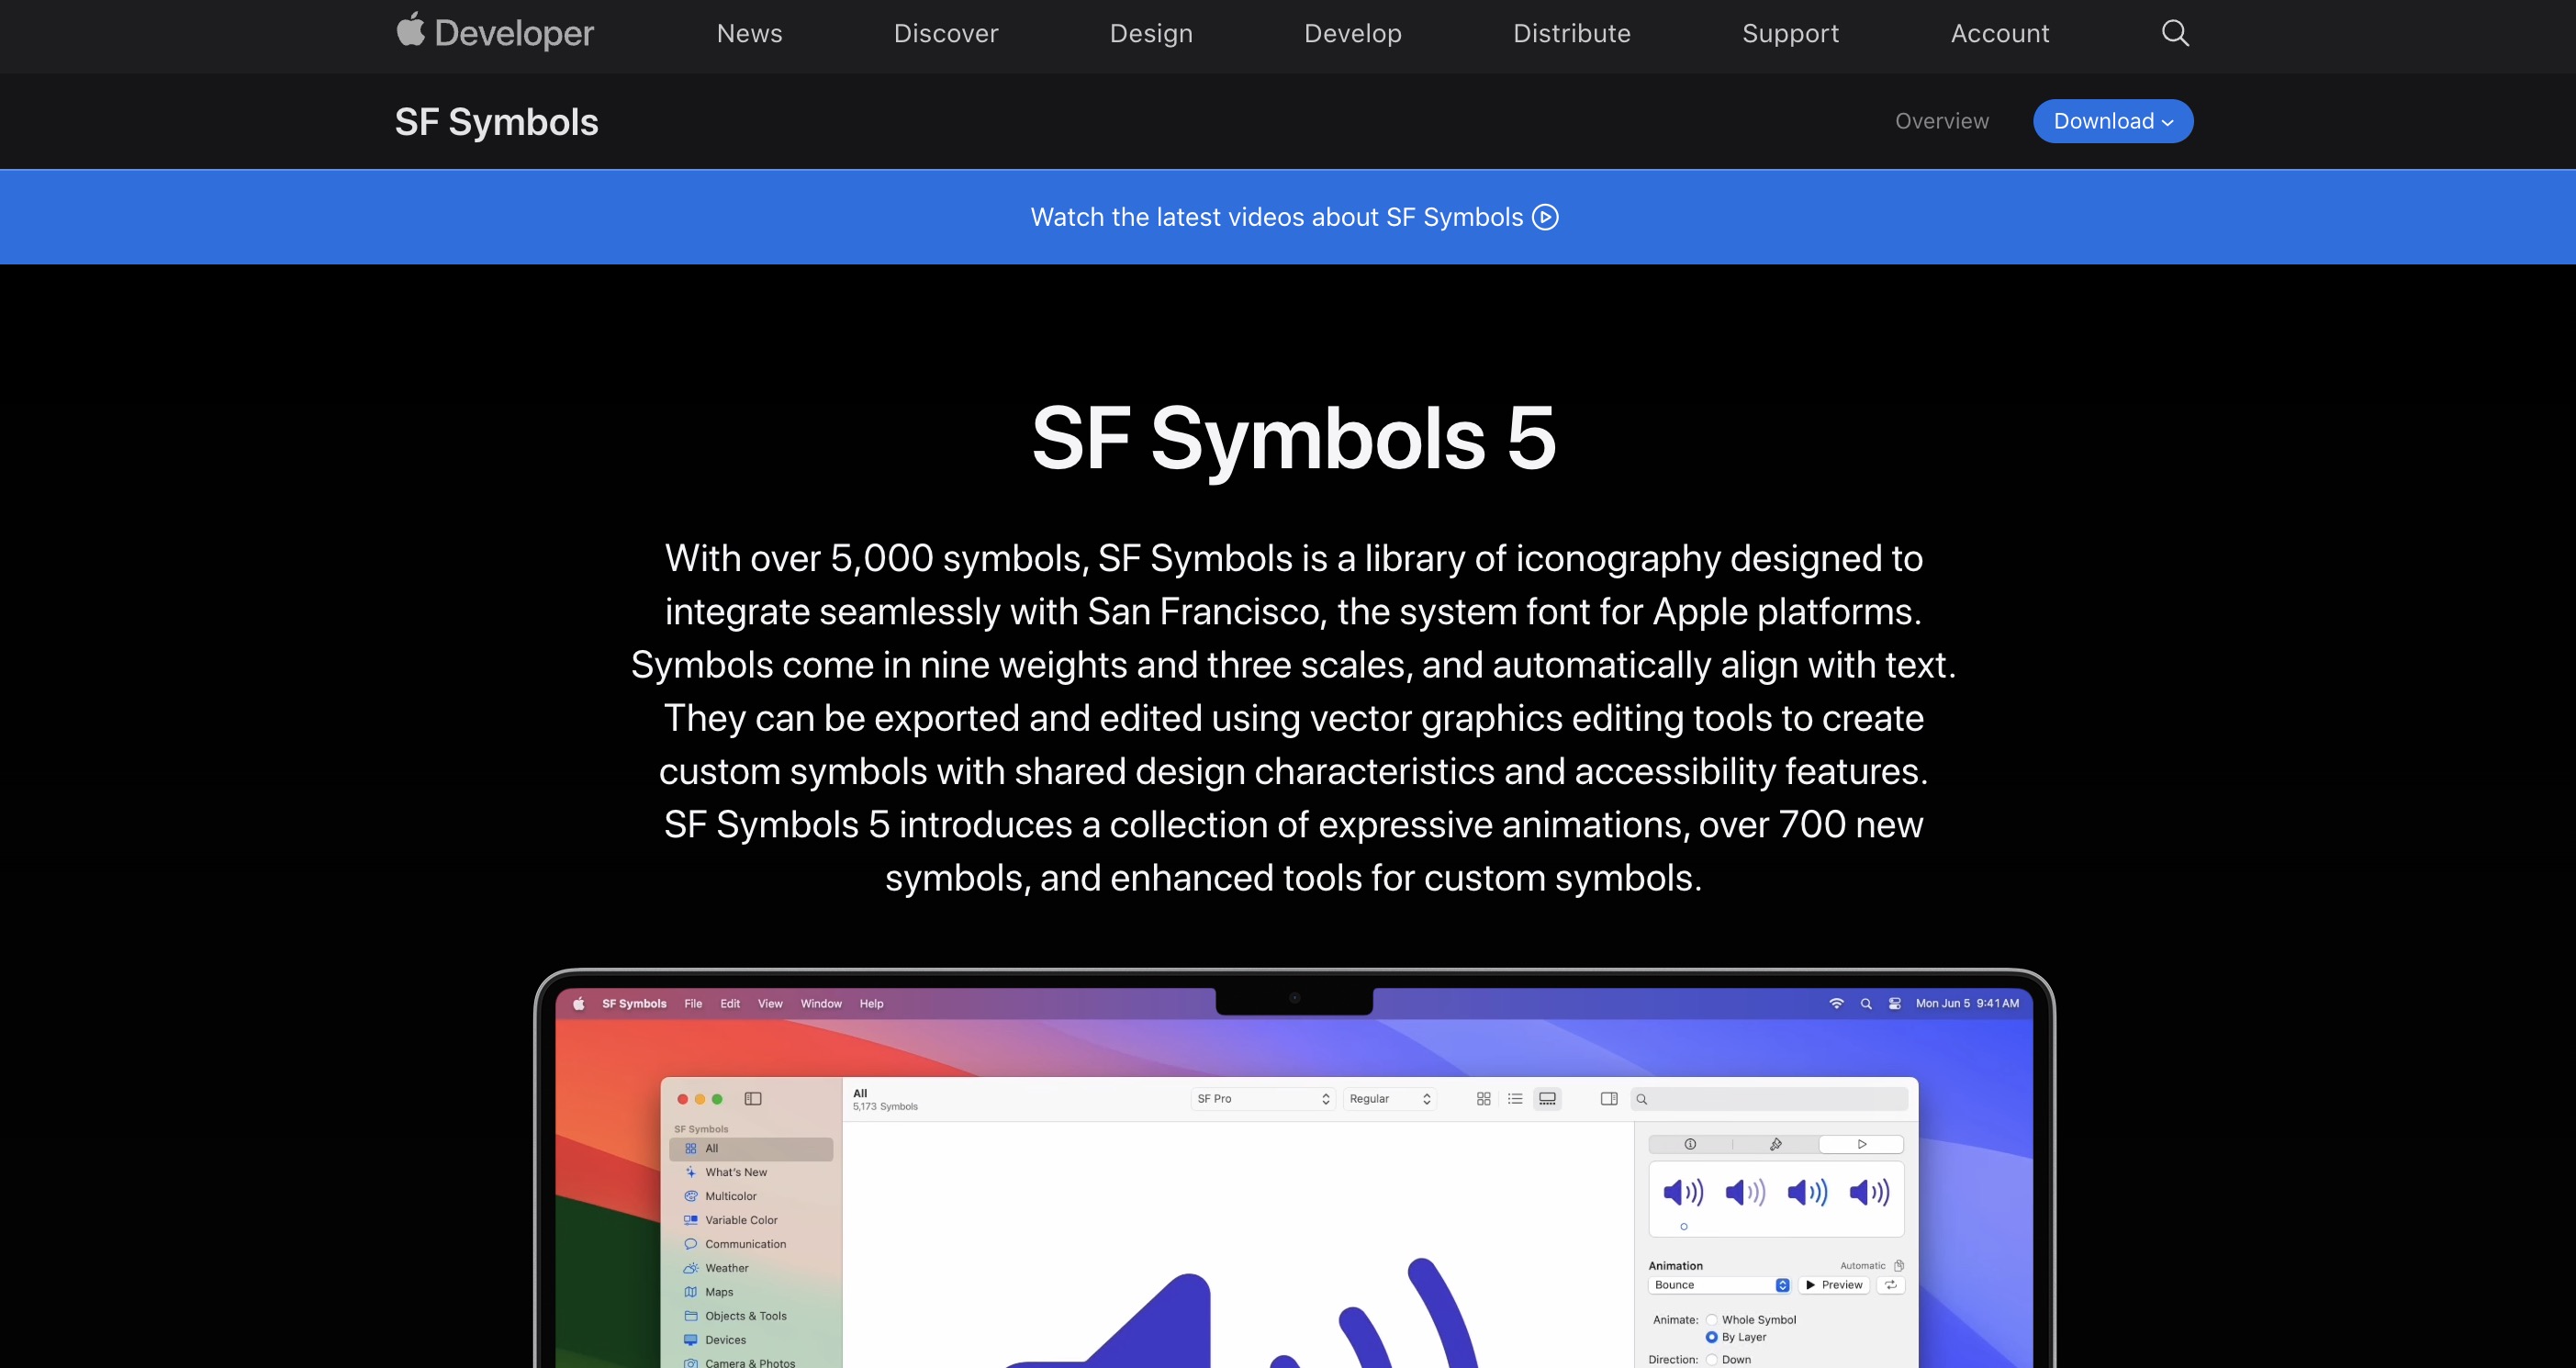 Developer
News
Discover
Design
Develop
Distribute
Support
Account
SF Symbols
Overview
Download
Watch the latest videos about SF Symbols
SF Symbols 5
With over 5,000 symbols, SF Symbols is a library of iconography designed to
integrate seamlessly with San Francisco, the system font for Apple platforms.
Symbols come in nine weights and three scales, and automatically align with text.
They can be exported and edited using vector graphics editing tools to create
custom symbols with shared design characteristics and accessibility features.
SF Symbols 5 introduces a collection of expressive animations, over 700 new
symbols, and enhanced tools for custom symbols.
SF Symbols File Edit View Window Help
Mon Jun 5 9:41 AM
All
5,173 Symbols
SF Pro
Regular
SF Symbols
All
What's New
Multicolor
Variable Color
Communication
Weather
Maps
Objects & Tools
Devices
Camera & Photos
Animation
Automatic
Bounce
Preview
Animate:
Whole Symbol
By Layer
Direction:
Down